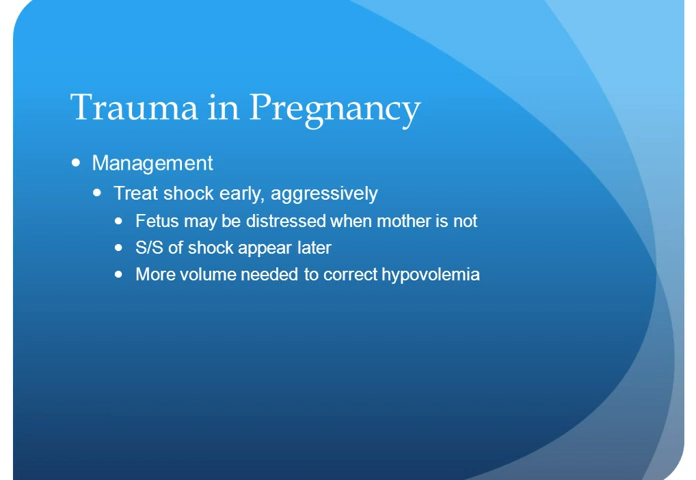 Trauma in Pregnancy
Management
Treat shock early, aggressively
Fetus may be distressed when mother is not
S/S of shock appear later
More volume needed to correct hypovolemia